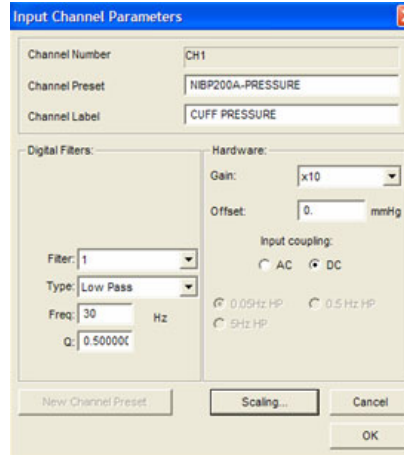 Input Channel Parameters
Channel Number CH1
Channel Preset NIBP200A-PRESSURE
Channel Label CUFF PRESSURE
Digital Filters:
Filter: 1
Type: Low Pass
Freq: 30 Hz
Q: 0.50000(
Hardware:
Gain: x10
Offset: 0. mmHg
Input coupling:
AC DC
0.05Hz HP 0.5 Hz HP
5Hz HP
New Channel Preset Scaling... Cancel
OK